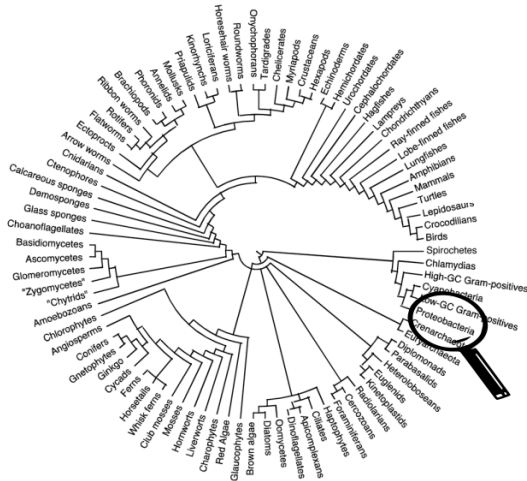 Onychophorans
Tardigrades
Chelicerates
Myriapods
Crustaceans
Hexapods
Echinoderms
Hemichordates
Urochordates
Cephalochordates
Hagfishes
Lampreys
Chondrichthyans
Ray-finned fishes
Lobe-finned fishes
Lungfishes
Amphibians
Mammals
Turtles
Lepidosaurs
Crocodilians
Birds
Spirochetes
Chlamydias
High-GC Gram-positives
Cyanobacteria
Low-GC Gram-positives
Proteobacteria
Crenarchaeota
Euryarchaeota
Diplomonads
Parabasalids
Heteroloboseans
Euglenids
Kinetoplastids
Radiolarians
Cercozoans
Foraminiferans
Haptophytes
Ciliates
Apicomplexans
Dinoflagellates
Oomycetes
Diatoms
Brown algae
Glaucophytes
Red Algae
Charophytes
Liverworts
Hornworts
Mosses
Club mosses
Whisk ferns
Horsetails
Ferns
Cycads
Ginkgo
Gnetophytes
Conifers
Angiosperms
Chlorophytes
Amoebozoans
"Chytrids"
"Zygomycetes"
Glomeromycetes
Ascomycetes
Basidiomycetes
Choanoflagellates
Glass sponges
Demosponges
Calcareous sponges
Ctenophores
Cnidarians
Arrow worms
Ectoprocts
Flatworms
Rotifers
Ribbon worms
Brachiopods
Phoronids
Annelids
Mollusks
Priapulids
Kinorhynchs
Loriciferans
Horsehair worms
Roundworms